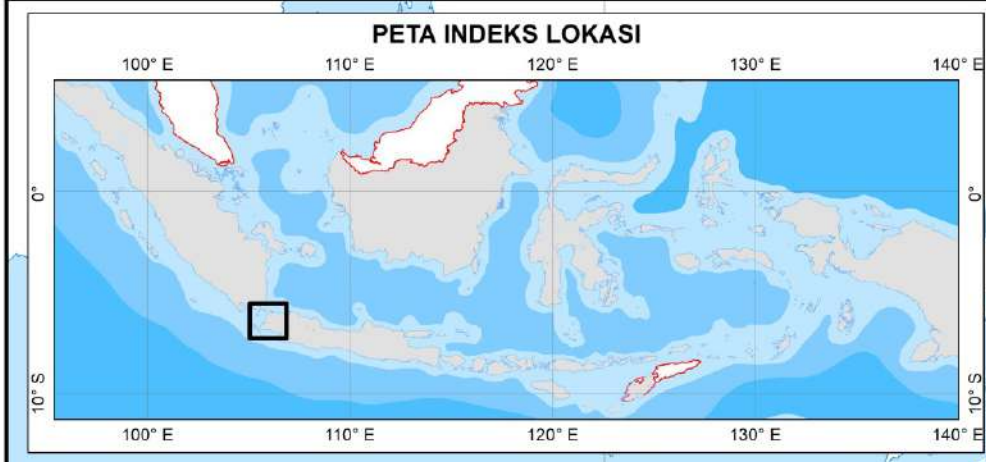 PETA INDEKS LOKASI
100° E 110° E 120° E 130° E 140° E
0° 0°
10° S 10° S
100° E 110° E 120° E 130° E 140° E